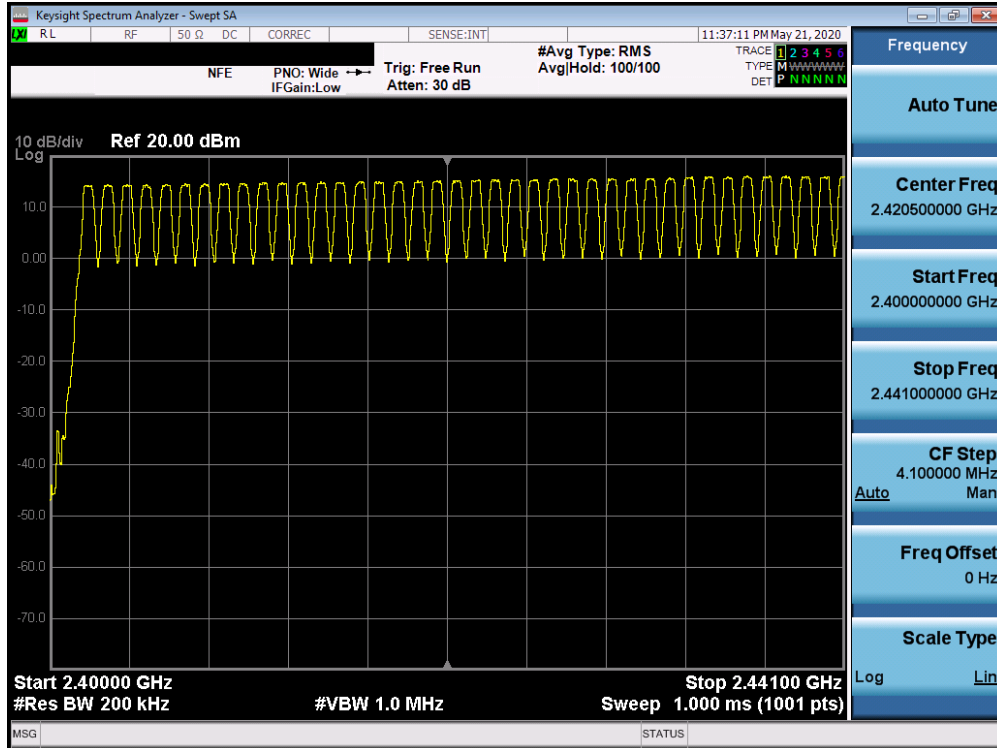 Keysight Spectrum Analyzer - Swept SA
LXI RL RF 50 Ω DC CORREC SENSE:INT 11:37:11 PM May 21, 2020
NFE PNO: Wide Trig: Free Run #Avg Type: RMS TRACE 1 2 3 4 5 6
IFGain:Low Atten: 30 dB Avg|Hold: 100/100 TYPE M WWWWW
DET P N N N N N
10 dB/div Ref 20.00 dBm
Log
10.0
0.00
-10.0
-20.0
-30.0
-40.0
-50.0
-60.0
-70.0
Start 2.40000 GHz Stop 2.44100 GHz
#Res BW 200 kHz #VBW 1.0 MHz Sweep 1.000 ms (1001 pts)
MSG STATUS
Frequency
Auto Tune
Center Freq
2.420500000 GHz
Start Freq
2.400000000 GHz
Stop Freq
2.441000000 GHz
CF Step
4.100000 MHz
Auto Man
Freq Offset
0 Hz
Scale Type
Log Lin